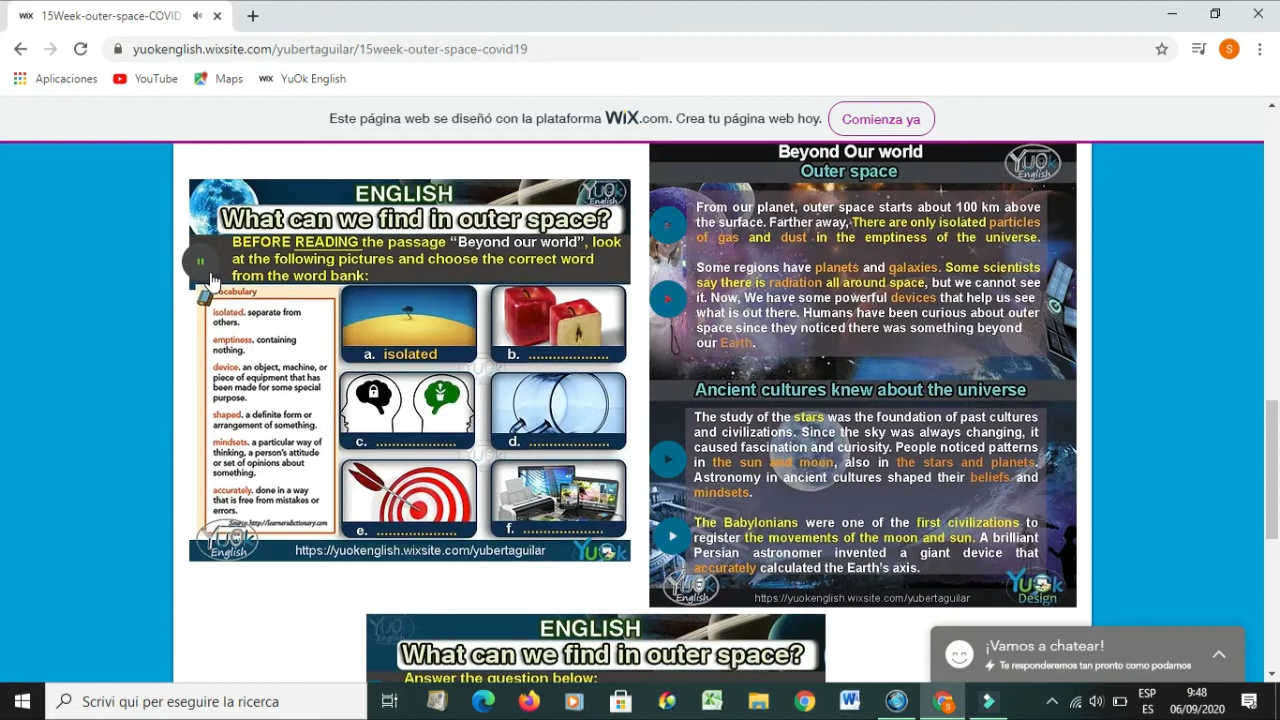 WiX 15Week-outer-space-COVID
yuokenglish.wixsite.com/yubertaguilar/15week-outer-space-covid19
S
Aplicaciones YouTube Maps WiX YuOk English
Este página web se diseñó con la plataforma WiX.com. Crea tu página web hoy. Comienza ya
ENGLISH
YuOk
English
What can we find in outer space?
BEFORE READING the passage “Beyond our world”, look
at the following pictures and choose the correct word
from the word bank:
Vocabulary
isolated. separate from
others.
emptiness. containing
nothing.
device. an object, machine, or
piece of equipment that has
been made for some special
purpose.
shaped. a definite form or
arrangement of something.
mindsets. a particular way of
thinking, a person's attitude
or set of opinions about
something.
accurately. done in a way
that is free from mistakes or
errors.
Source:http://learnersdictionary.com
a. isolated
b. ....................
c. ....................
d. ....................
e. ....................
f. ....................
YuOk
English
https://yuokenglish.wixsite.com/yubertaguilar
YuOk
Beyond Our world
Outer space
YuOk
English
From our planet, outer space starts about 100 km above
the surface. Farther away, There are only isolated particles
of gas and dust in the emptiness of the universe.
Some regions have planets and galaxies. Some scientists
say there is radiation all around space, but we cannot see
it. Now, We have some powerful devices that help us see
what is out there. Humans have been curious about outer
space since they noticed there was something beyond
our Earth.
Ancient cultures knew about the universe
The study of the stars was the foundation of past cultures
and civilizations. Since the sky was always changing, it
caused fascination and curiosity. People noticed patterns
in the sun and moon, also in the stars and planets.
Astronomy in ancient cultures shaped their beliefs and
mindsets.
The Babylonians were one of the first civilizations to
register the movements of the moon and sun. A brilliant
Persian astronomer invented a giant device that
accurately calculated the Earth's axis.
YuOk
English
https://yuokenglish.wixsite.com/yubertaguilar
YuOk
Design
ENGLISH
What can we find in outer space?
Answer the question below:
¡Vamos a chatear!
Te responderemos tan pronto como podamos
Scrivi qui per eseguire la ricerca
ESP
ES
9:48
06/09/2020